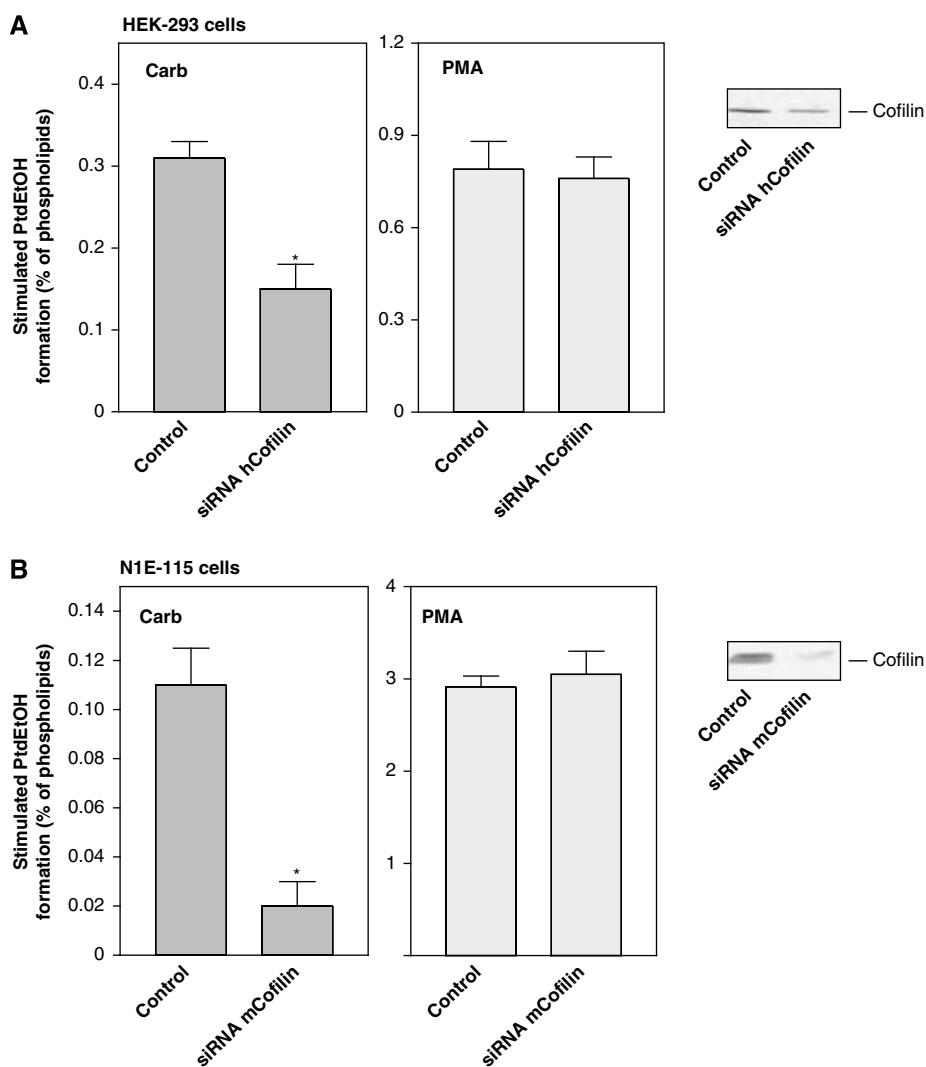 A
HEK-293 cells
Stimulated PtdEtOH
formation (% of phospholipids)
Carb
0.4
0.3
0.2
0.1
0
Control
siRNA hCofilin
*
PMA
1.2
0.9
0.6
0.3
0
Control
siRNA hCofilin
Cofilin
Control
siRNA hCofilin
B
N1E-115 cells
Stimulated PtdEtOH
formation (% of phospholipids)
Carb
0.14
0.12
0.10
0.08
0.06
0.04
0.02
0
*
Control
siRNA mCofilin
PMA
4
3
2
1
Control
siRNA mCofilin
Cofilin
Control
siRNA mCofilin